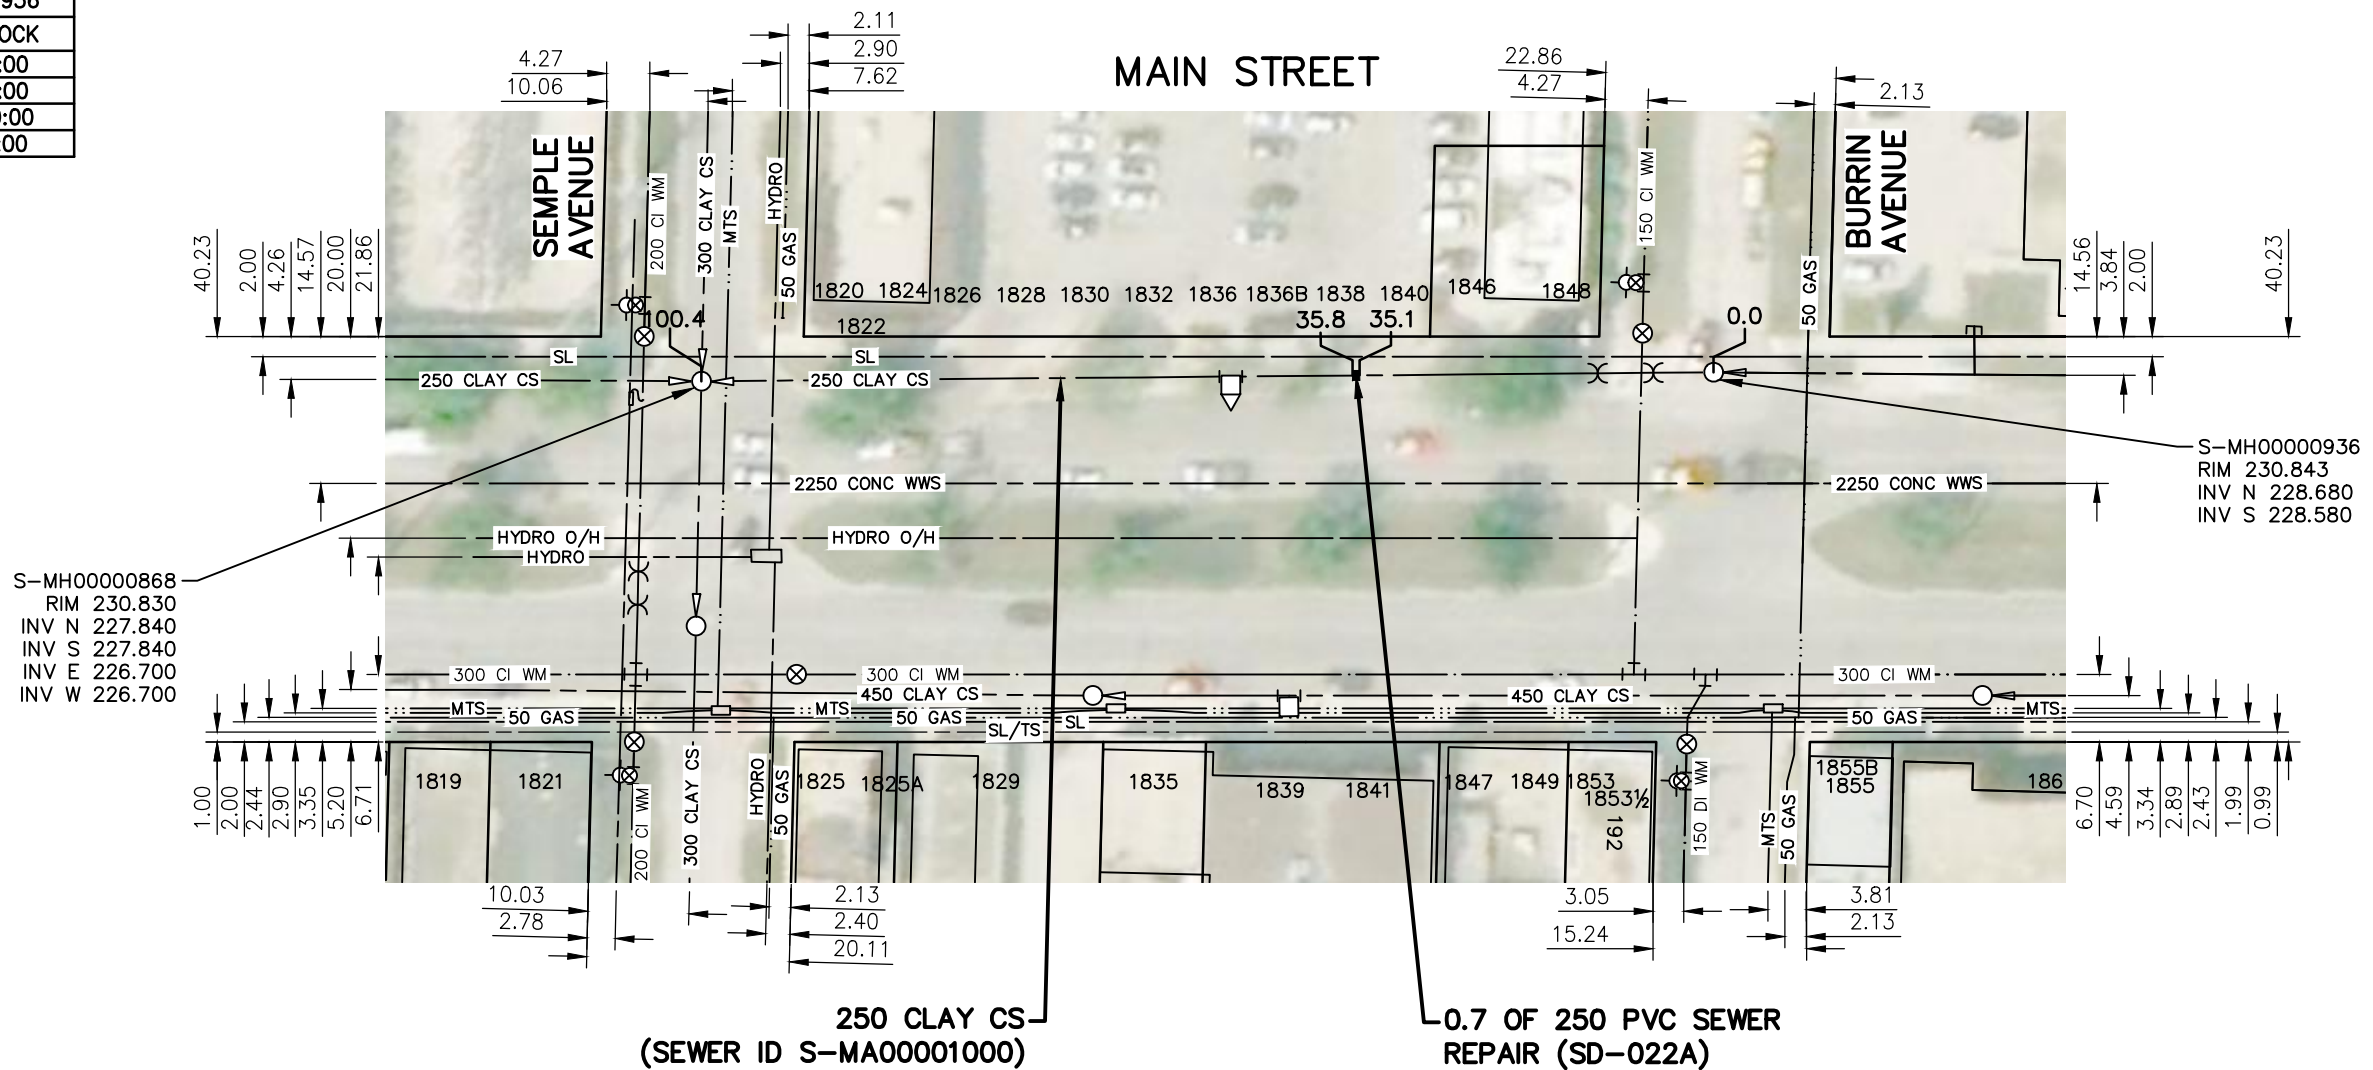 OCK
:00
:00
:00
:00
MAIN STREET
4.27
10.06
2.11
2.90
7.62
22.86
4.27
2.13
SEMPLE
AVENUE
200 CI WM
300 CLAY CS
MTS
HYDRO
50 GAS
150 CI WM
50 GAS
BURRIN
AVENUE
40.23
2.00
4.26
14.57
20.00
21.86
14.56
3.84
2.00
40.23
1820
1824
1826
1828
1830
1832
1836
1836B
1838
1840
1846
1848
1822
100.4
35.8
35.1
0.0
SL
SL
250 CLAY CS
250 CLAY CS
2250 CONC WWS
2250 CONC WWS
HYDRO O/H
HYDRO O/H
HYDRO
S-MH00000936
RIM 230.843
INV N 228.680
INV S 228.580
S-MH00000868
RIM 230.830
INV N 227.840
INV S 227.840
INV E 226.700
INV W 226.700
300 CI WM
300 CI WM
300 CI WM
450 CLAY CS
450 CLAY CS
MTS
MTS
MTS
50 GAS
50 GAS
50 GAS
SL/TS
SL
1819
1821
1825
1825A
1829
1835
1839
1841
1847
1849
1853
1853½
192
1855B
1855
186
1.00
2.00
2.44
2.90
3.35
5.20
6.71
200 CI WM
300 CLAY CS
HYDRO
50 GAS
150 DI WM
MTS
50 GAS
6.70
4.59
3.34
2.89
2.43
1.99
0.99
10.03
2.78
2.13
2.40
20.11
3.05
15.24
3.81
2.13
250 CLAY CS
(SEWER ID S-MA00001000)
0.7 OF 250 PVC SEWER
REPAIR (SD-022A)